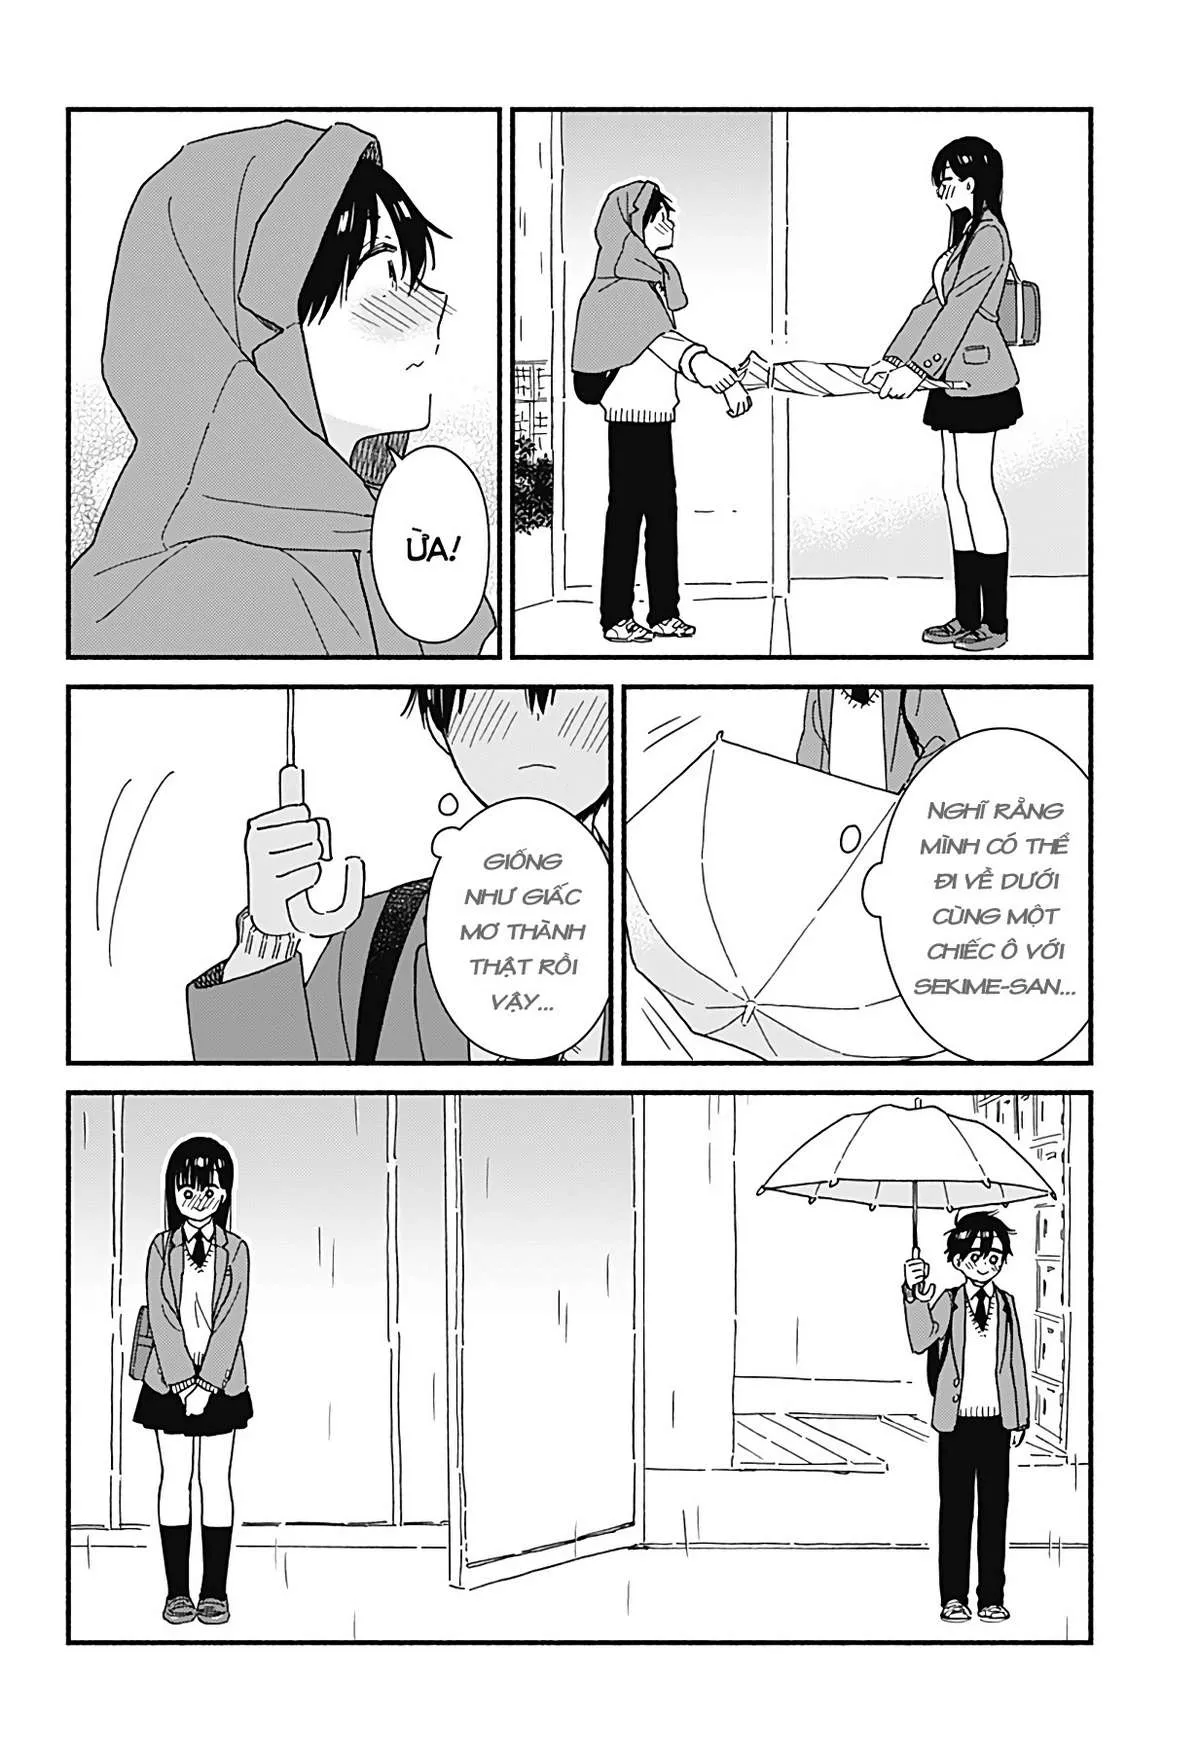 ỪA!
NGHĨ RẰNG
MÌNH CÓ THỂ
ĐI VỀ DƯỚI
CÙNG MỘT
CHIẾC Ô VỚI
SEKIME-SAN...
GIỐNG
NHƯ GIẤC
MƠ THÀNH
THẬT RỒI
VẬY...